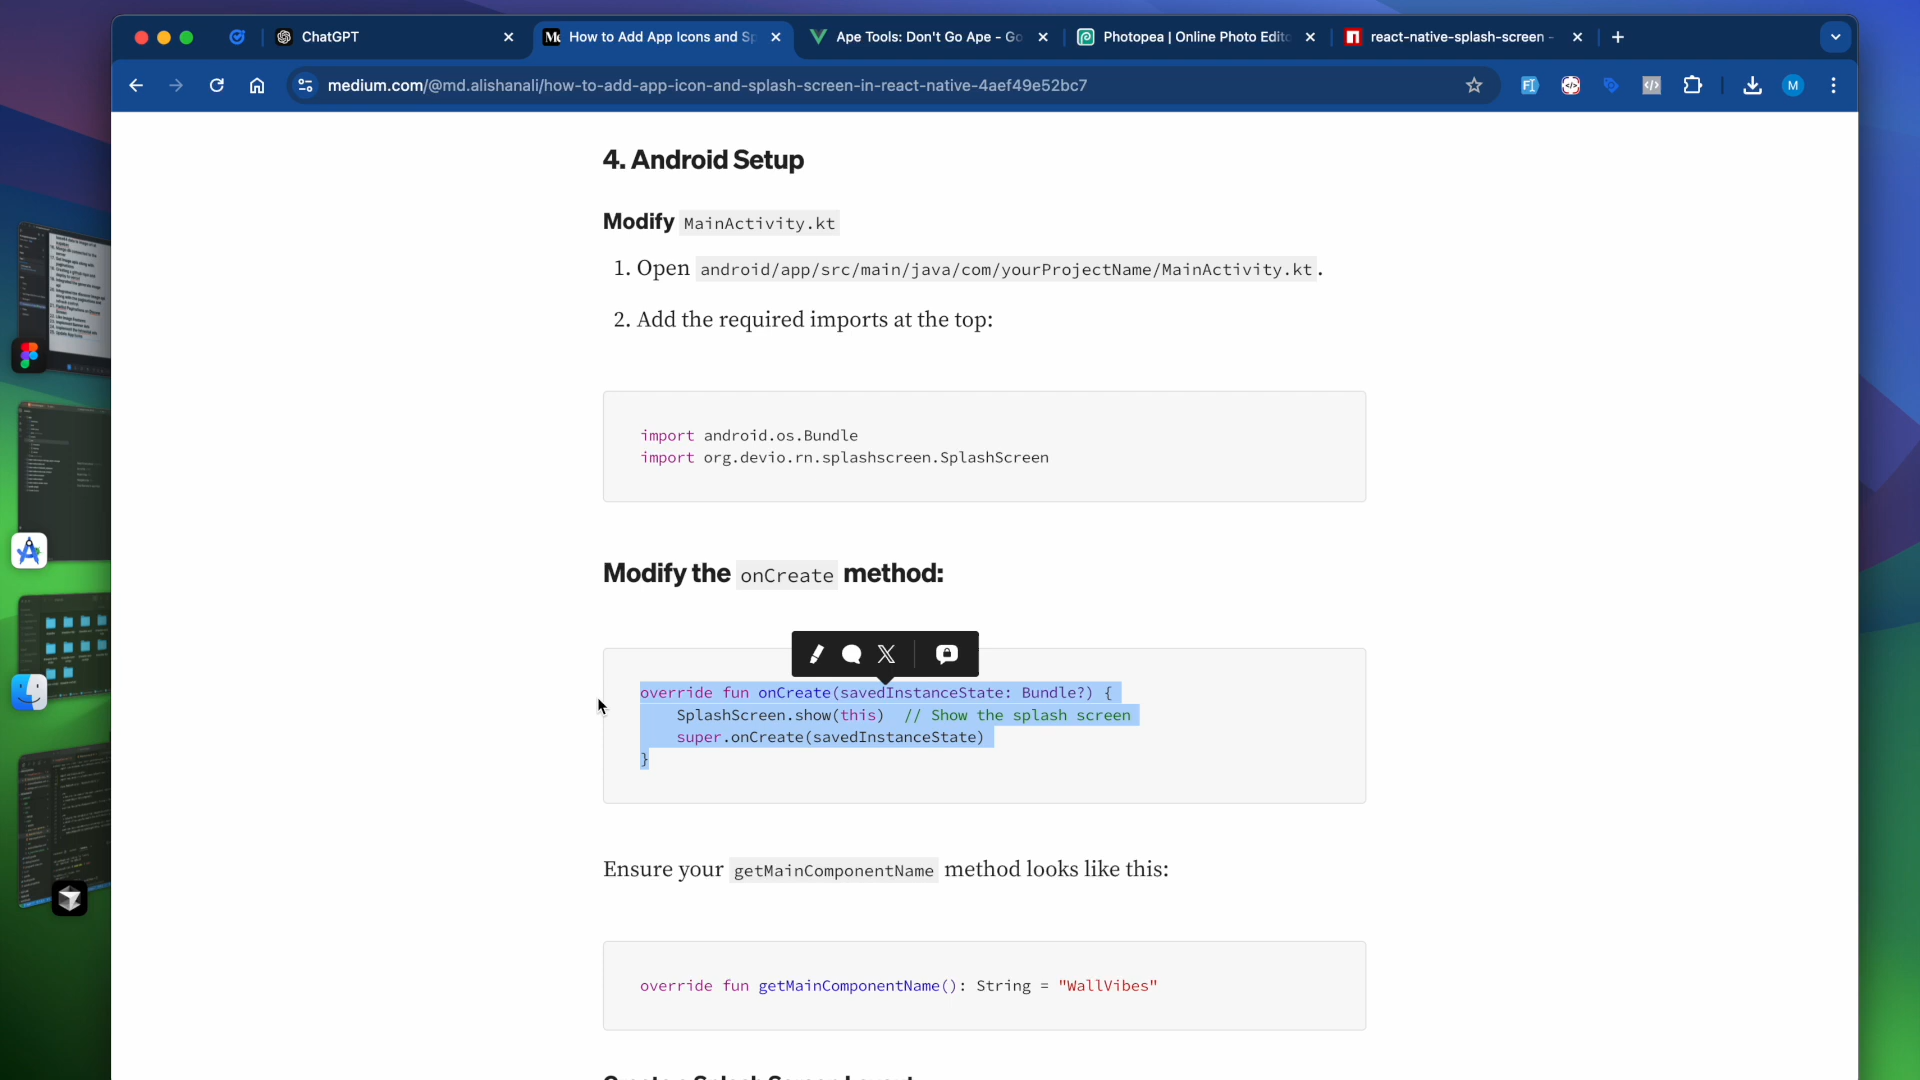 ChatGPT
How to Add App Icons and Sp
Ape Tools: Don't Go Ape - Go
Photopea | Online Photo Edito
react-native-splash-screen -
medium.com/@md.alishanali/how-to-add-app-icon-and-splash-screen-in-react-native-4aef49e52bc7
M
4. Android Setup
Modify MainActivity.kt
1. Open android/app/src/main/java/com/yourProjectName/MainActivity.kt.
2. Add the required imports at the top:
import android.os.Bundle
import org.devio.rn.splashscreen.SplashScreen
Modify the onCreate method:
override fun onCreate(savedInstanceState: Bundle?) {
SplashScreen.show(this) // Show the splash screen
super.onCreate(savedInstanceState)
}
Ensure your getMainComponentName method looks like this:
override fun getMainComponentName(): String = "WallVibes"